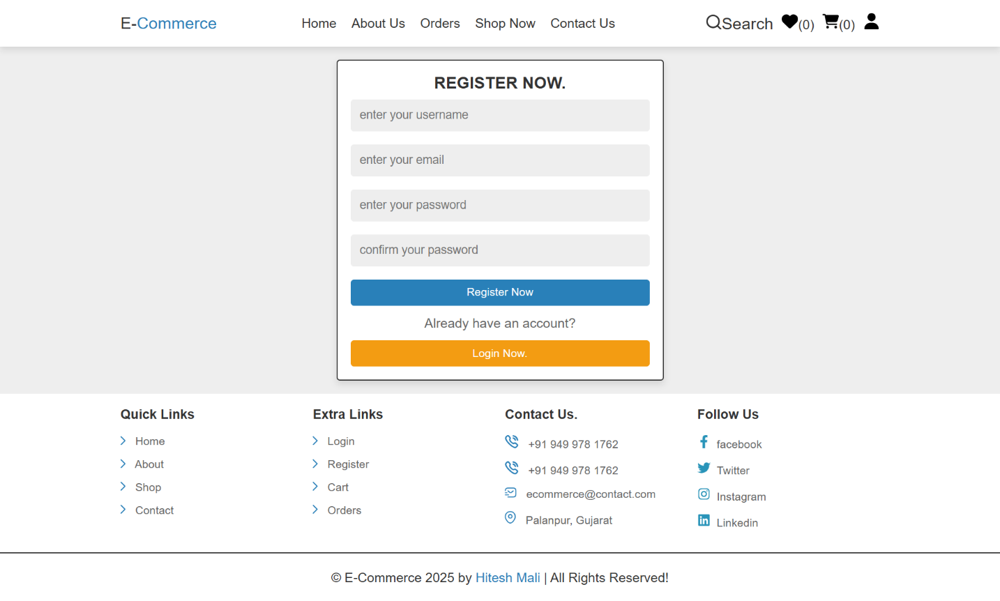 E-Commerce Home About Us Orders Shop Now Contact Us Search (0) (0)
REGISTER NOW.
enter your username
enter your email
enter your password
confirm your password
Register Now
Already have an account?
Login Now.
Quick Links
Home
About
Shop
Contact
Extra Links
Login
Register
Cart
Orders
Contact Us.
+91 949 978 1762
+91 949 978 1762
ecommerce@contact.com
Palanpur, Gujarat
Follow Us
facebook
Twitter
Instagram
Linkedin
© E-Commerce 2025 by Hitesh Mali | All Rights Reserved!